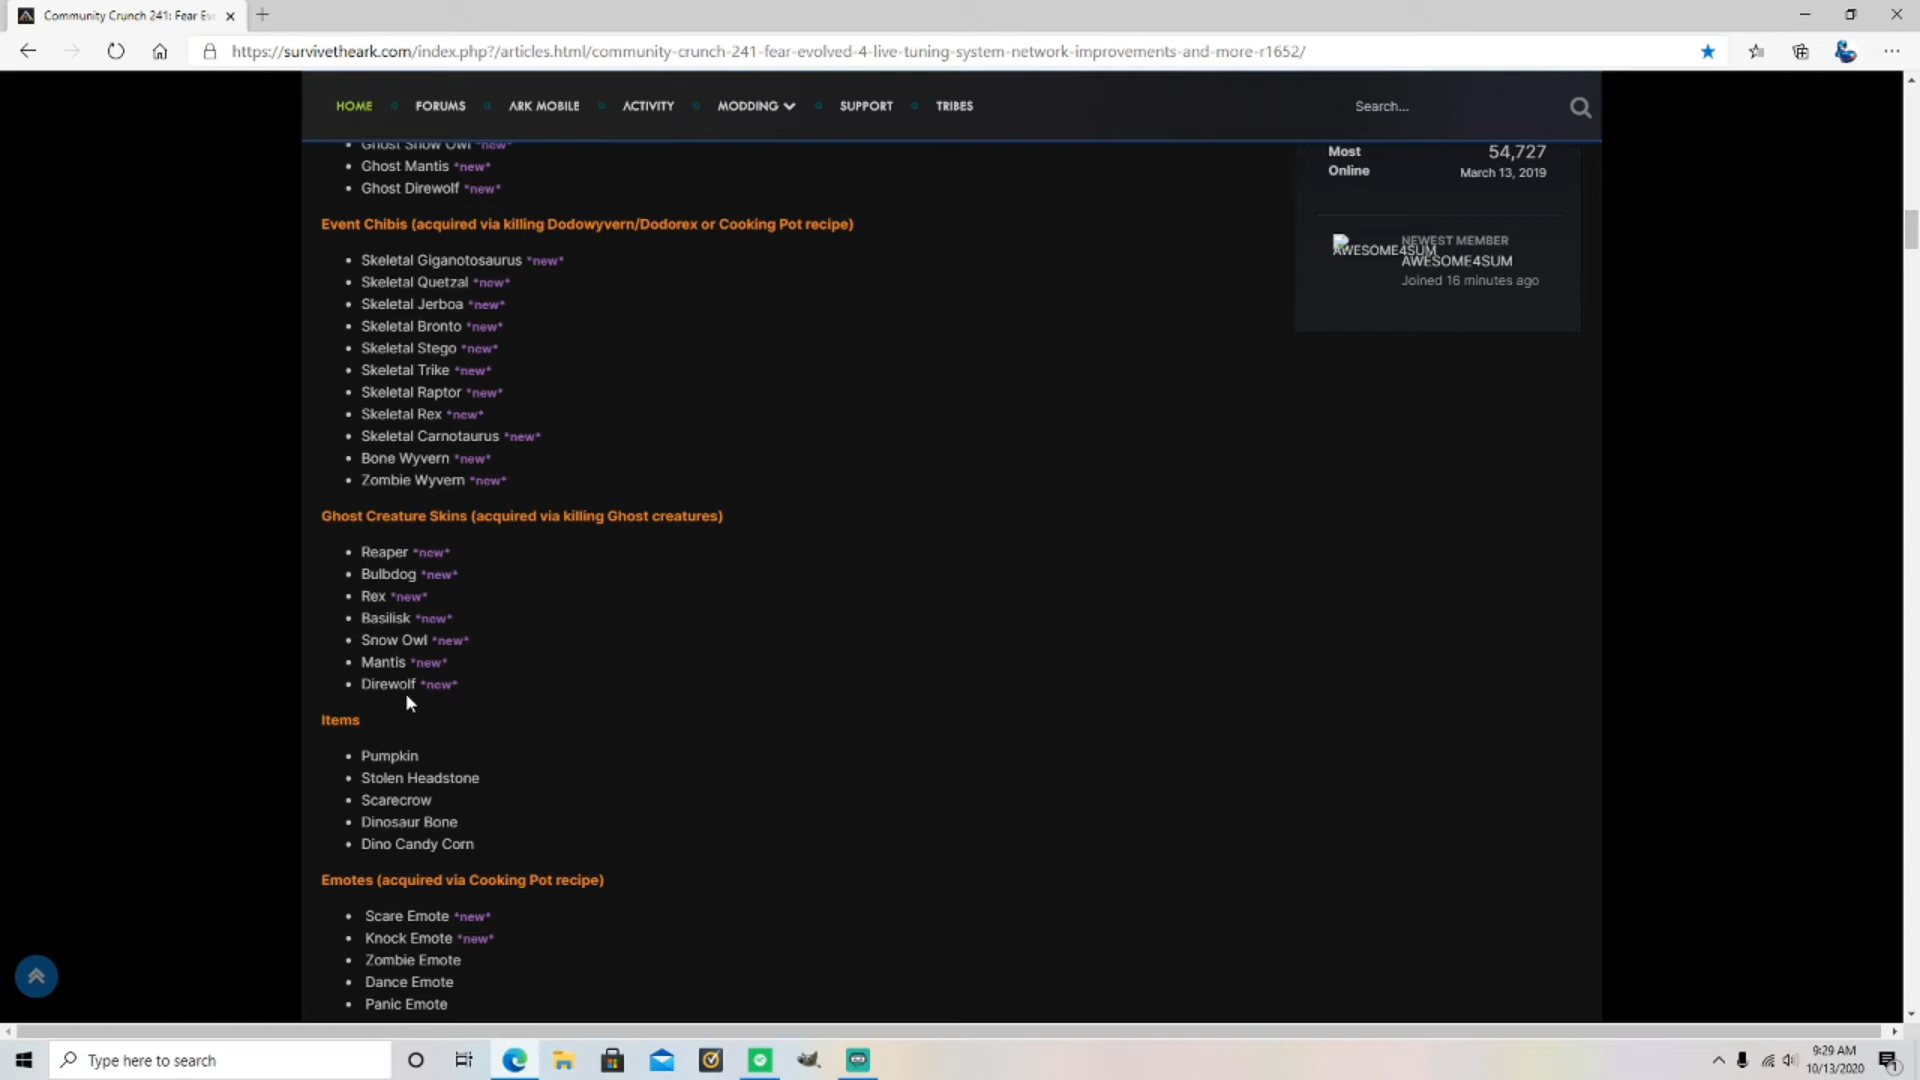 Community Crunch 241: Fear Ev
https://survivetheark.com/index.php?/articles.html/community-crunch-241-fear-evolved-4-live-tuning-system-network-improvements-and-more-r1652/
HOME FORUMS ARK MOBILE ACTIVITY MODDING SUPPORT TRIBES Search...
Ghost Snow Owl *new*
Ghost Mantis *new*
Ghost Direwolf *new*
Most Online 54,727
March 13, 2019
NEWEST MEMBER
AWESOME4SUM AWESOME4SUM
Joined 16 minutes ago
Event Chibis (acquired via killing Dodowyvern/Dodorex or Cooking Pot recipe)
Skeletal Giganotosaurus *new*
Skeletal Quetzal *new*
Skeletal Jerboa *new*
Skeletal Bronto *new*
Skeletal Stego *new*
Skeletal Trike *new*
Skeletal Raptor *new*
Skeletal Rex *new*
Skeletal Carnotaurus *new*
Bone Wyvern *new*
Zombie Wyvern *new*
Ghost Creature Skins (acquired via killing Ghost creatures)
Reaper *new*
Bulbdog *new*
Rex *new*
Basilisk *new*
Snow Owl *new*
Mantis *new*
Direwolf *new*
Items
Pumpkin
Stolen Headstone
Scarecrow
Dinosaur Bone
Dino Candy Corn
Emotes (acquired via Cooking Pot recipe)
Scare Emote *new*
Knock Emote *new*
Zombie Emote
Dance Emote
Panic Emote
Type here to search
9:29 AM
10/13/2020